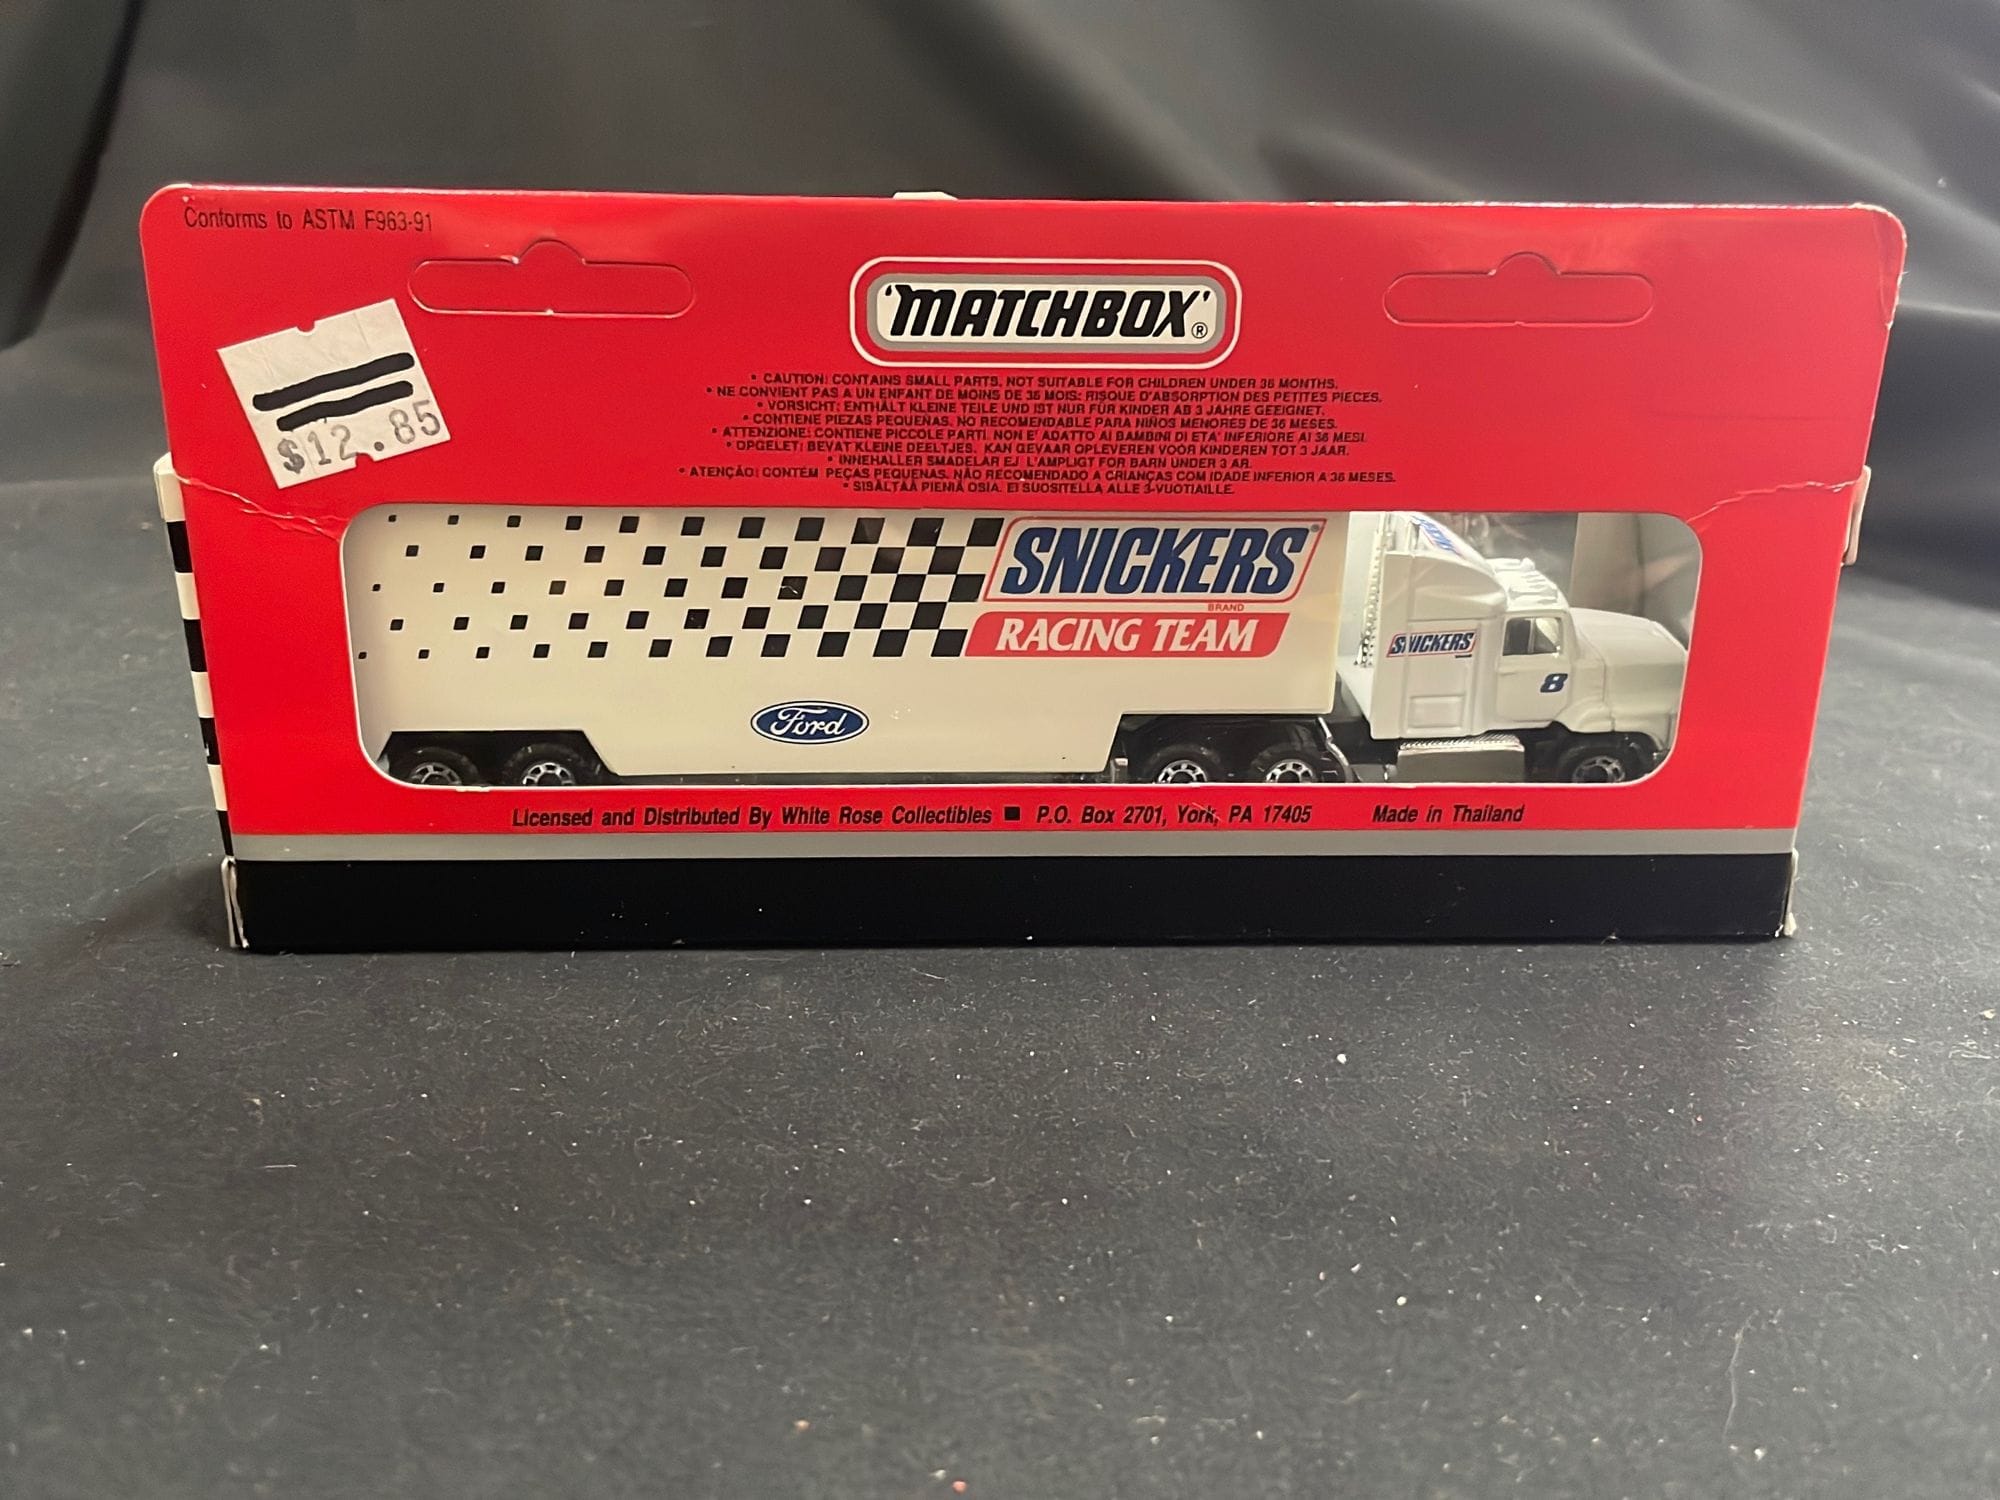 Conforms to ASTM F963-91
'MATCHBOX'®
$12.85
• CAUTION: CONTAINS SMALL PARTS. NOT SUITABLE FOR CHILDREN UNDER 36 MONTHS.
• NE CONVIENT PAS A UN ENFANT DE MOINS DE 36 MOIS: RISQUE D'ABSORPTION DES PETITES PIECES.
• VORSICHT: ENTHÄLT KLEINE TEILE UND IST NUR FÜR KINDER AB 3 JAHRE GEEIGNET.
• CONTIENE PIEZAS PEQUEÑAS. NO RECOMENDABLE PARA NIÑOS MENORES DE 36 MESES.
• ATTENZIONE: CONTIENE PICCOLE PARTI. NON E' ADATTO AI BAMBINI DI ETA' INFERIORE AI 36 MESI.
• OPGELET: BEVAT KLEINE DEELTJES. KAN GEVAAR OPLEVEREN VOOR KINDEREN TOT 3 JAAR.
• INNEHALLER SMADELAR EJ L'AMPLIGT FOR BARN UNDER 3 AR.
• ATENÇÃO: CONTÉM PEÇAS PEQUENAS. NÃO RECOMENDADO A CRIANÇAS COM IDADE INFERIOR A 36 MESES.
• SISÄLTÄÄ PIENIÄ OSIA. EI SUOSITELLA ALLE 3-VUOTIAILLE.
SNICKERS®
BRAND
RACING TEAM
SNICKERS
SNICKERS
8
Ford
Licensed and Distributed By White Rose Collectibles ■ P.O. Box 2701, York, PA 17405 Made in Thailand